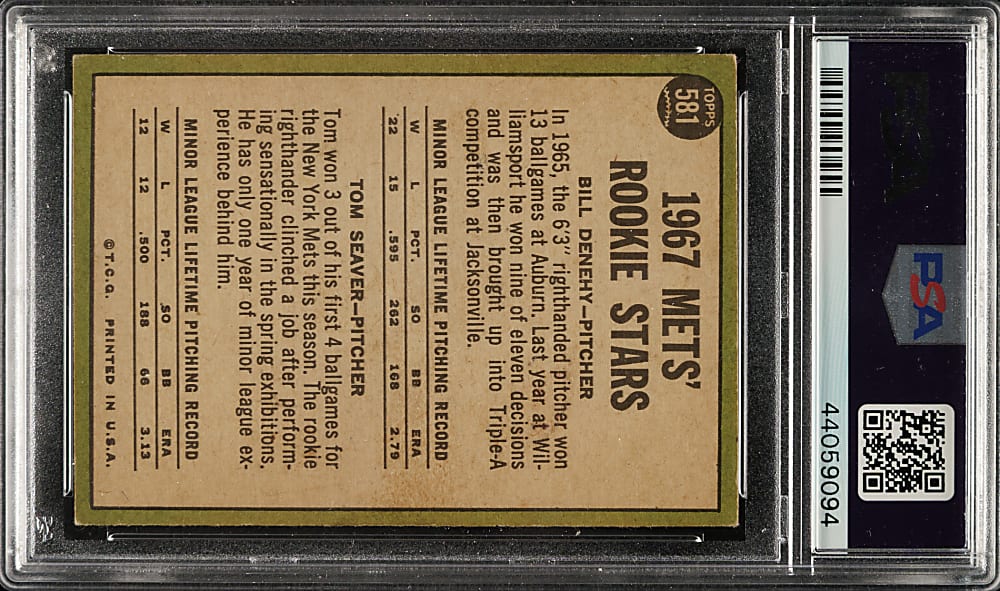 PSA
44059094
TOPPS
581
1967 METS'
ROOKIE STARS
BILL DENEHY—PITCHER
In 1965, the 6'3" righthanded pitcher won
13 ballgames at Auburn. Last year at Wil-
liamsport he won nine of eleven decisions
and was then brought up into Triple-A
competition at Jacksonville.
MINOR LEAGUE LIFETIME PITCHING RECORD
W L PCT. SO BB ERA
22 15 .595 262 168 2.79
TOM SEAVER—PITCHER
Tom won 3 out of his first 4 ballgames for
the New York Mets this season. The rookie
righthander clinched a job after perform-
ing sensationally in the spring exhibitions.
He has only one year of minor league ex-
perience behind him.
MINOR LEAGUE LIFETIME PITCHING RECORD
W L PCT. SO BB ERA
12 12 .500 188 66 3.13
© T.C.G. PRINTED IN U.S.A.